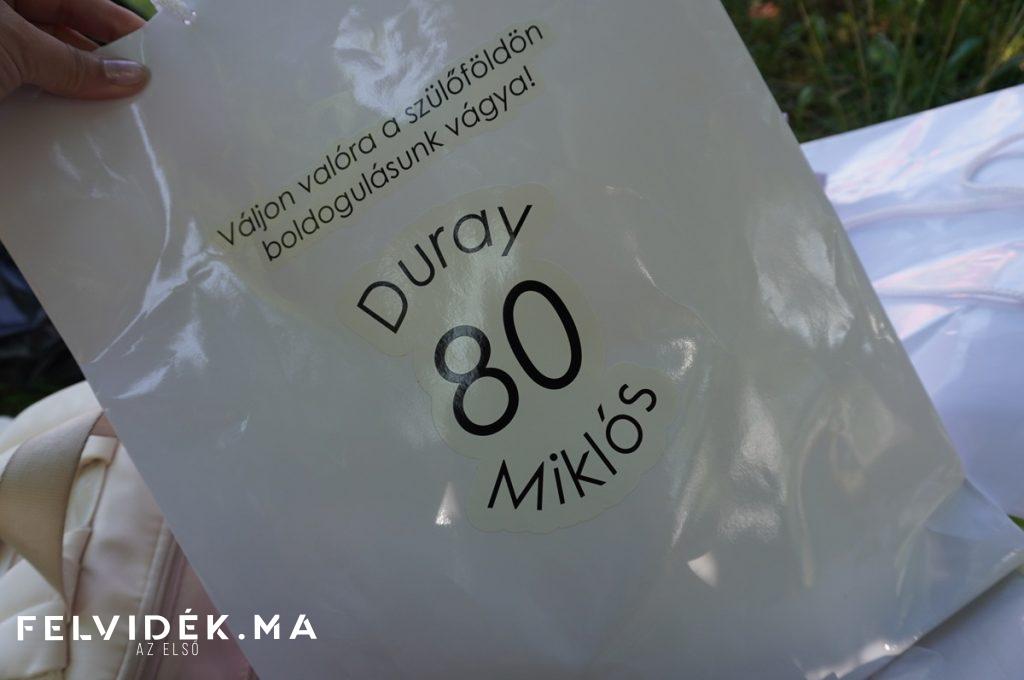 Váljon valóra a szülőföldön
boldogulásunk vágya!
Duray
80
Miklós
FELVIDÉK.MA
AZ ELSŐ